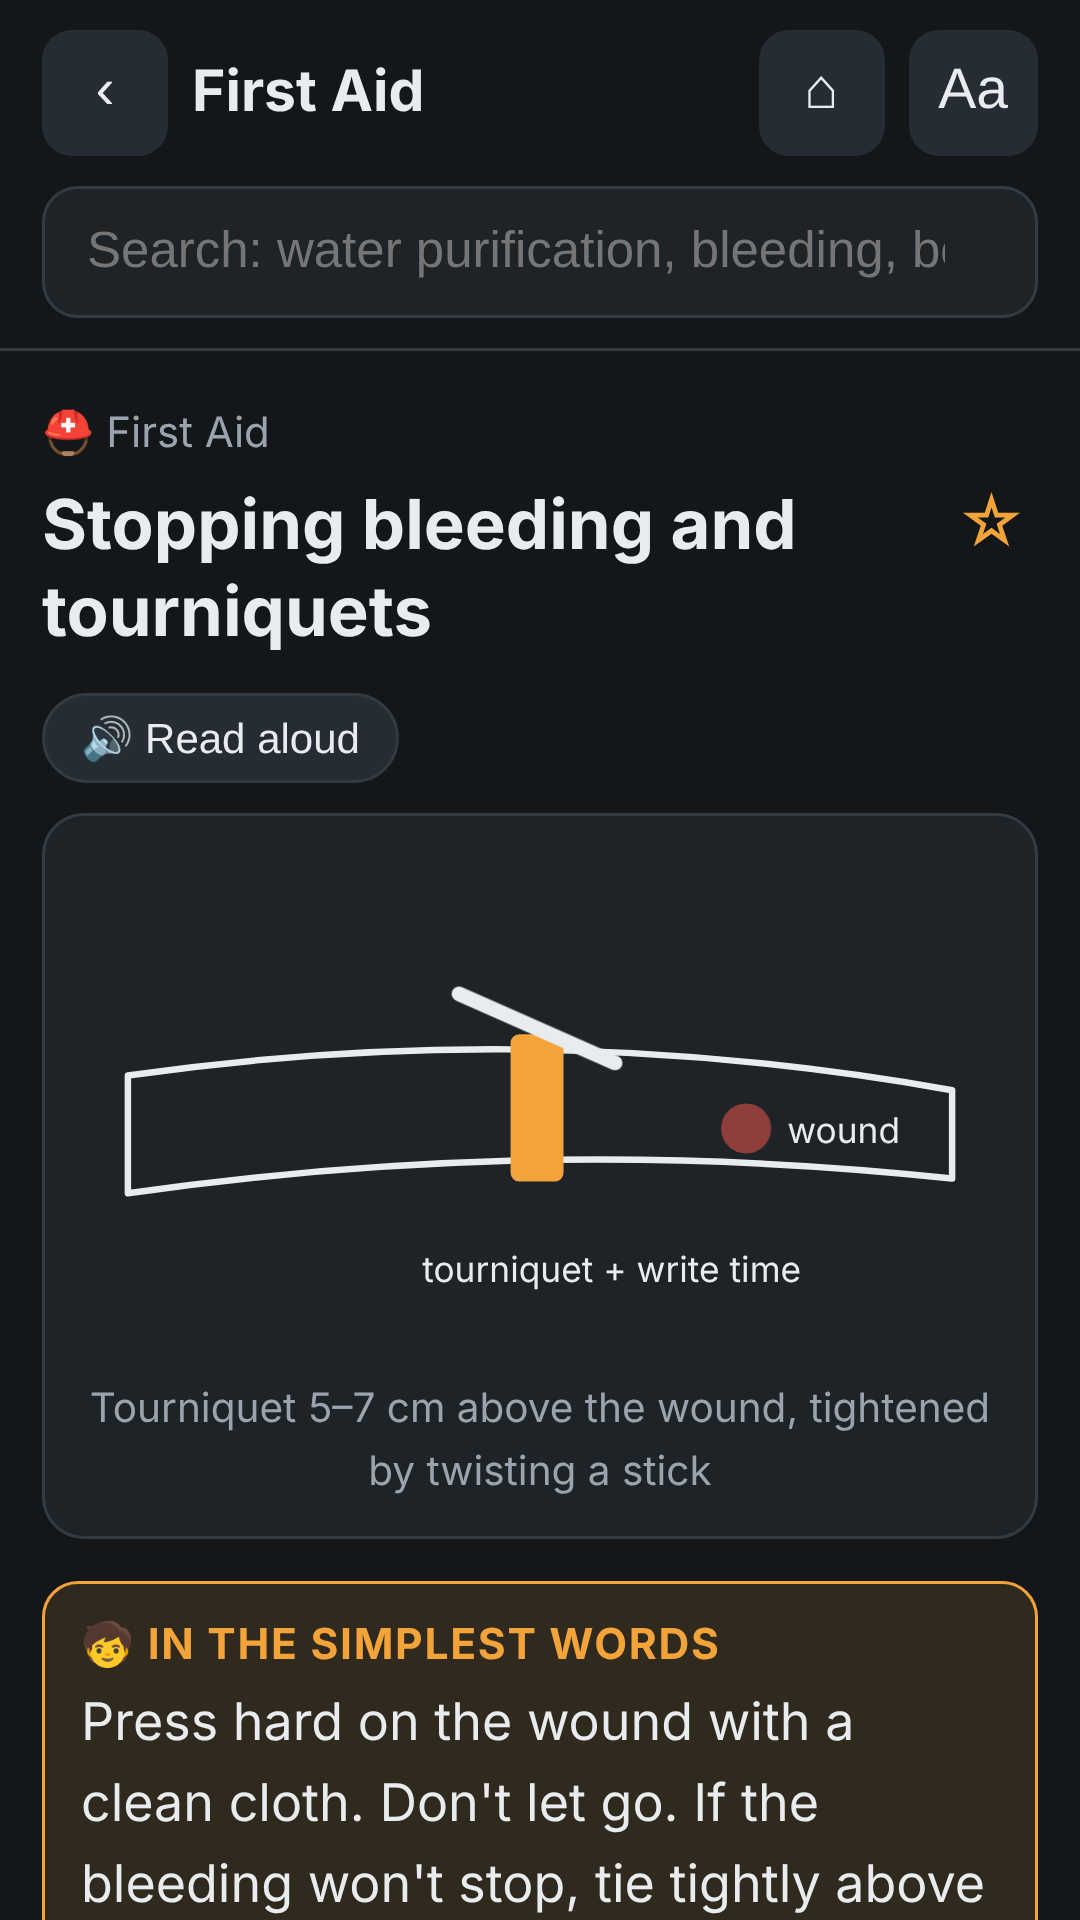 First Aid
Aa
Search: water purification, bleeding,
First Aid
Stopping bleeding and
tourniquets
Read aloud
wound
tourniquet + write time
Tourniquet 5–7 cm above the wound, tightened
by twisting a stick
IN THE SIMPLEST WORDS
Press hard on the wound with a
clean cloth. Don't let go. If the
bleeding won't stop, tie tightly above